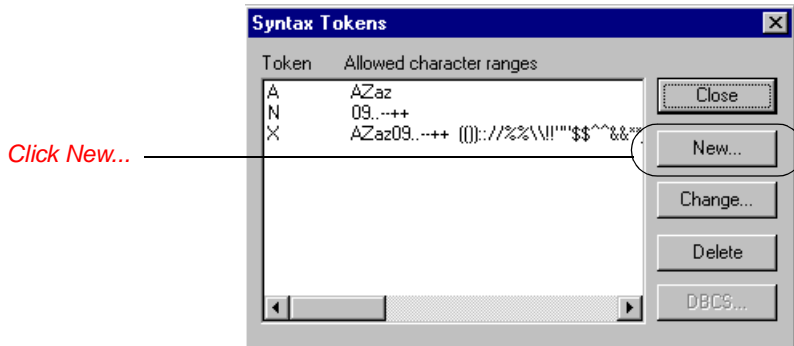 Syntax Tokens
Token Allowed character ranges
A AZaz
N 09..--++
X AZaz09..--++ (())::://%%\\!!""$$^^&&**
Close
Click New...
New...
Change...
Delete
DBCS...